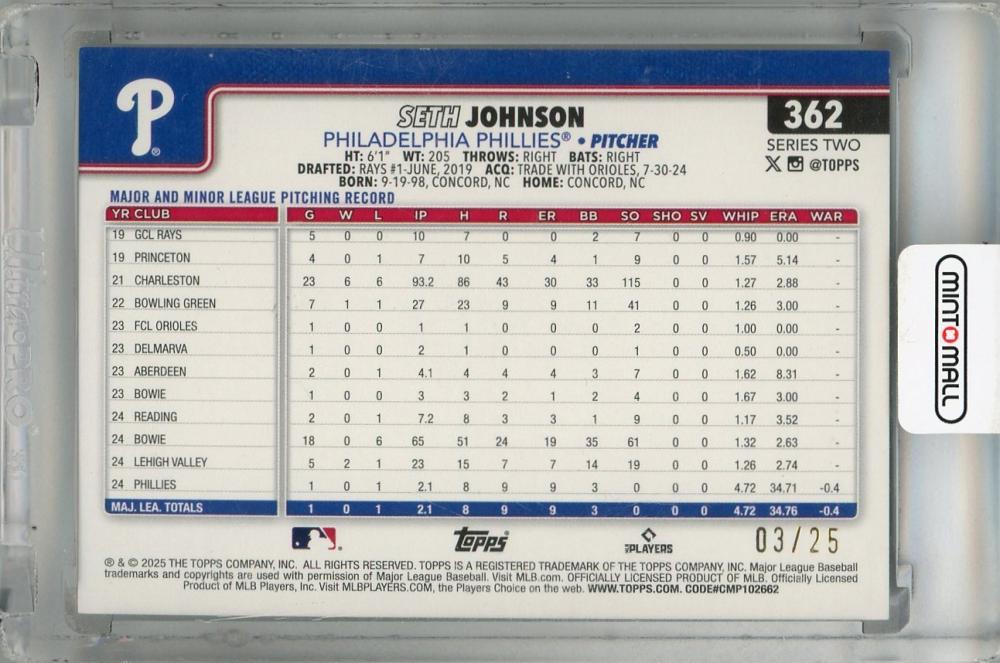 P®
SETH JOHNSON
362
PHILADELPHIA PHILLIES® • PITCHER
SERIES TWO
HT: 6'1" WT: 205 THROWS: RIGHT BATS: RIGHT
X @TOPPS
DRAFTED: RAYS #1-JUNE, 2019 ACQ: TRADE WITH ORIOLES, 7-30-24
BORN: 9-19-98, CONCORD, NC HOME: CONCORD, NC
MAJOR AND MINOR LEAGUE PITCHING RECORD
YR CLUB G W L IP H R ER BB SO SHO SV WHIP ERA WAR
19 GCL RAYS 5 0 0 10 7 0 0 2 7 0 0 0.90 0.00 -
19 PRINCETON 4 0 1 7 10 5 4 1 9 0 0 1.57 5.14 -
21 CHARLESTON 23 6 6 93.2 86 43 30 33 115 0 0 1.27 2.88 -
22 BOWLING GREEN 7 1 1 27 23 9 9 11 41 0 0 1.26 3.00 -
23 FCL ORIOLES 1 0 0 1 1 0 0 0 2 0 0 1.00 0.00 -
23 DELMARVA 1 0 0 2 1 0 0 0 1 0 0 0.50 0.00 -
23 ABERDEEN 2 0 1 4.1 4 4 4 3 7 0 0 1.62 8.31 -
23 BOWIE 1 0 0 3 3 2 1 2 4 0 0 1.67 3.00 -
24 READING 2 0 1 7.2 8 3 3 1 9 0 0 1.17 3.52 -
24 BOWIE 18 0 6 65 51 24 19 35 61 0 0 1.32 2.63 -
24 LEHIGH VALLEY 5 2 1 23 15 7 7 14 19 0 0 1.26 2.74 -
24 PHILLIES 1 0 1 2.1 8 9 9 3 0 0 0 4.72 34.71 -0.4
MAJ. LEA. TOTALS 1 0 1 2.1 8 9 9 3 0 0 0 4.72 34.76 -0.4
Topps
PLAYERS
03/25
® & © 2025 THE TOPPS COMPANY, INC. ALL RIGHTS RESERVED. TOPPS IS A REGISTERED TRADEMARK OF THE TOPPS COMPANY, INC. Major League Baseball
trademarks and copyrights are used with permission of Major League Baseball. Visit MLB.com. OFFICIALLY LICENSED PRODUCT OF MLB. Officially Licensed
Product of MLB Players, Inc. Visit MLBPLAYERS.COM, the Players Choice on the web. WWW.TOPPS.COM. CODE#CMP102662
MINT MALL